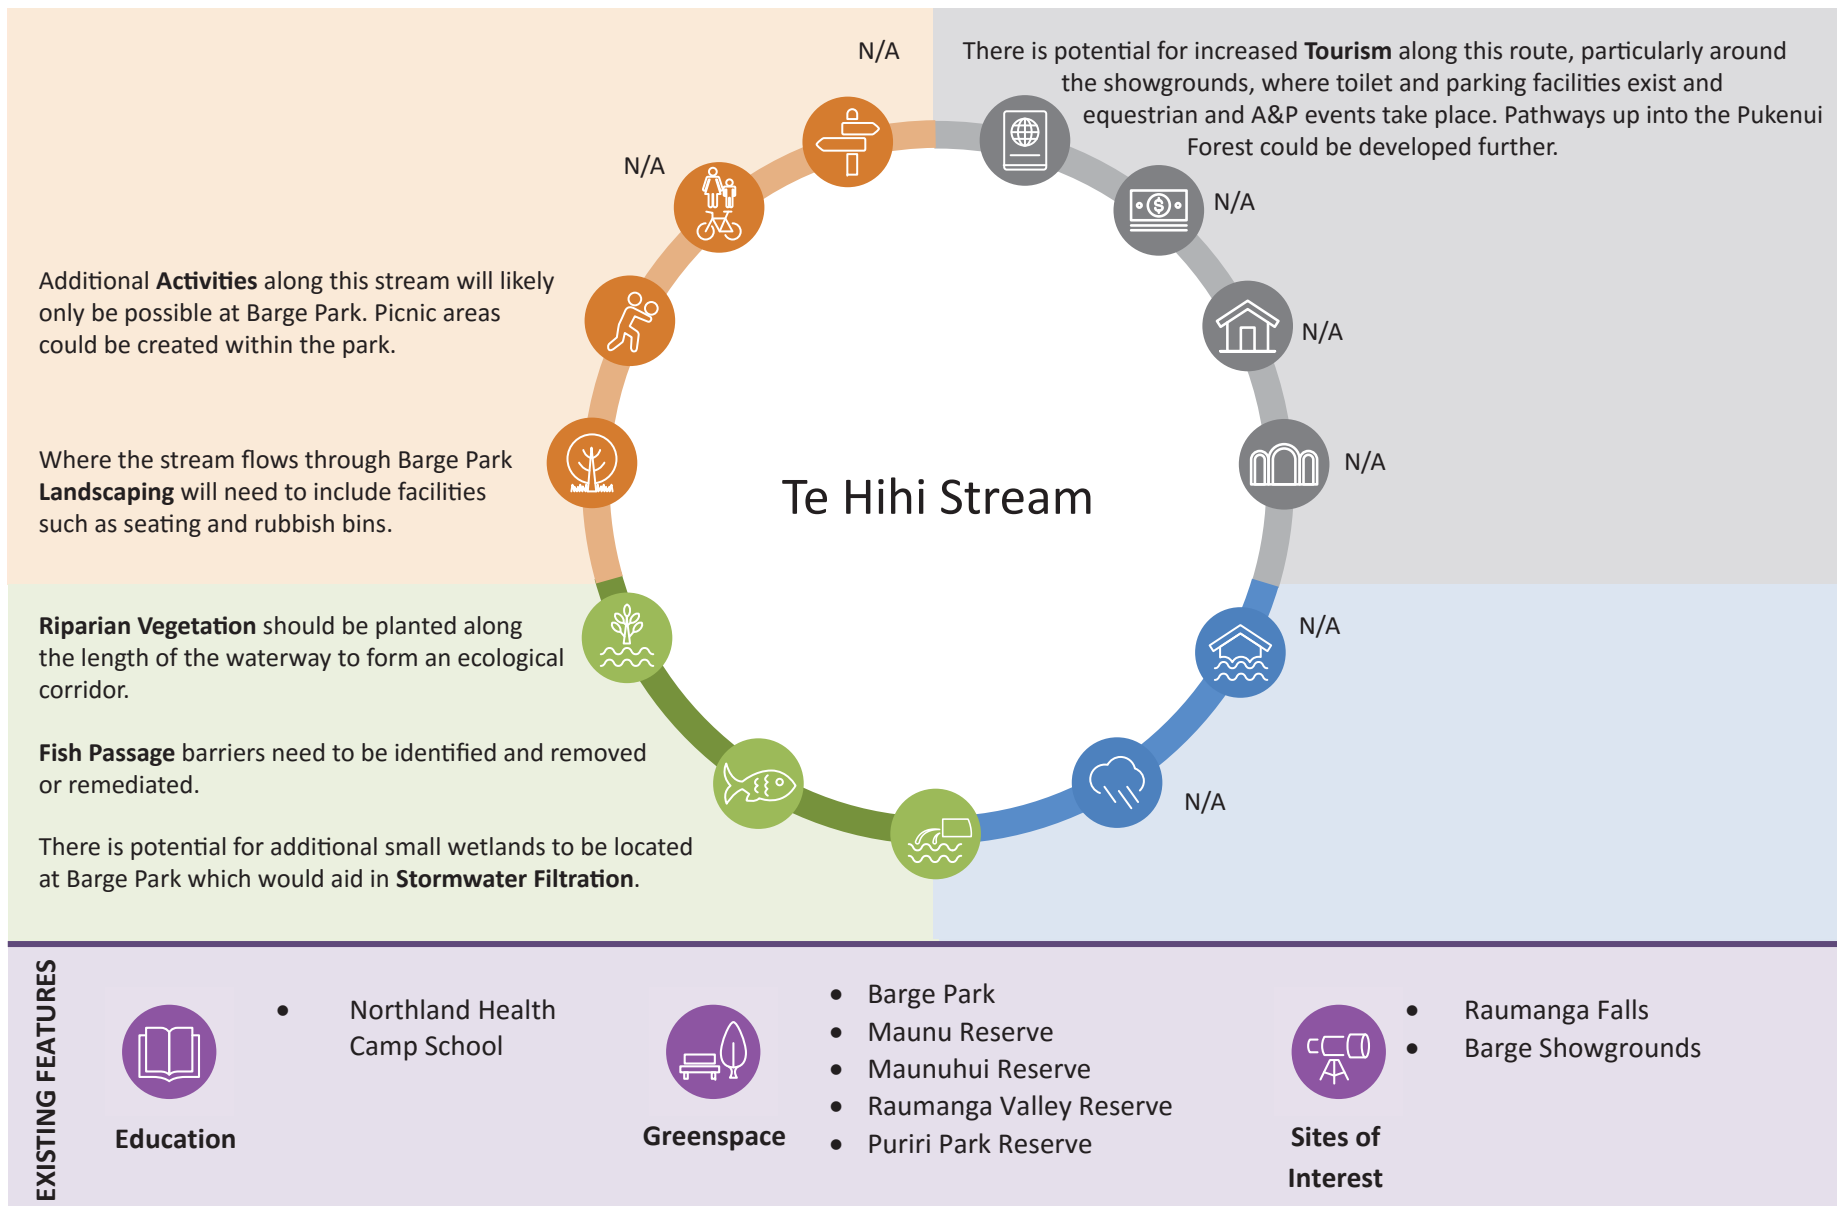 N/A
There is potential for increased Tourism along this route, particularly around
the showgrounds, where toilet and parking facilities exist and
equestrian and A&P events take place. Pathways up into the Pukenui
Forest could be developed further.
N/A
N/A
Additional Activities along this stream will likely
only be possible at Barge Park. Picnic areas
could be created within the park.
N/A
Where the stream flows through Barge Park
Landscaping will need to include facilities
such as seating and rubbish bins.
N/A
Te Hihi Stream
Riparian Vegetation should be planted along
the length of the waterway to form an ecological
corridor.
N/A
Fish Passage barriers need to be identified and removed
or remediated.
N/A
There is potential for additional small wetlands to be located
at Barge Park which would aid in Stormwater Filtration.
EXISTING FEATURES
Education
• Northland Health
Camp School
Greenspace
• Barge Park
• Maunu Reserve
• Maunuhui Reserve
• Raumanga Valley Reserve
• Puriri Park Reserve
Sites of
Interest
• Raumanga Falls
• Barge Showgrounds